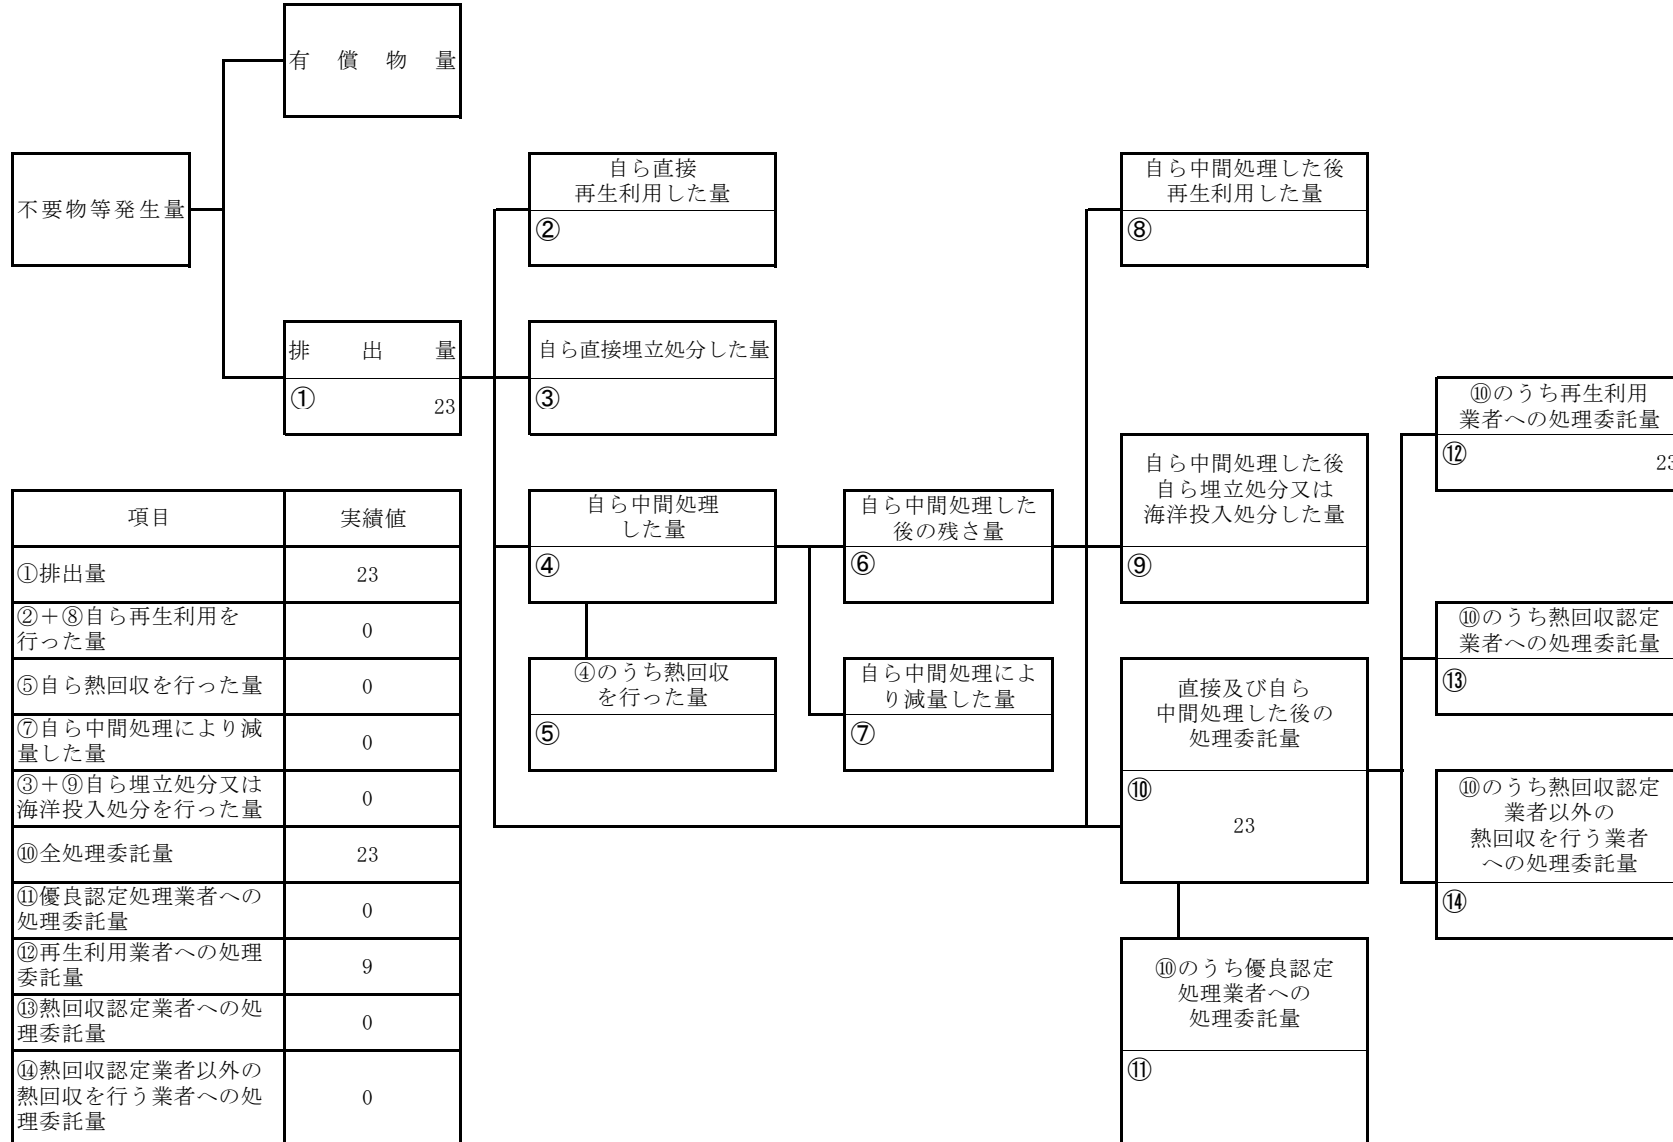 有償物量
不要物等発生量
排出量
① 23
自ら直接
再生利用した量
②
自ら直接埋立処分した量
③
自ら中間処理
した量
④
④のうち熱回収
を行った量
⑤
自ら中間処理した
後の残さ量
⑥
自ら中間処理によ
り減量した量
⑦
自ら中間処理した後
再生利用した量
⑧
自ら中間処理した後
自ら埋立処分又は
海洋投入処分した量
⑨
直接及び自ら
中間処理した後の
処理委託量
⑩
23
⑩のうち優良認定
処理業者への
処理委託量
⑪
⑩のうち再生利用
業者への処理委託量
⑫ 23
⑩のうち熱回収認定
業者への処理委託量
⑬
⑩のうち熱回収認定
業者以外の
熱回収を行う業者
への処理委託量
⑭
項目 実績値
①排出量 23
②+⑧自ら再生利用を
行った量 0
⑤自ら熱回収を行った量 0
⑦自ら中間処理により減
量した量 0
③+⑨自ら埋立処分又は
海洋投入処分を行った量 0
⑩全処理委託量 23
⑪優良認定処理業者への
処理委託量 0
⑫再生利用業者への処理
委託量 9
⑬熱回収認定業者への処
理委託量 0
⑭熱回収認定業者以外の
熱回収を行う業者への処
理委託量 0